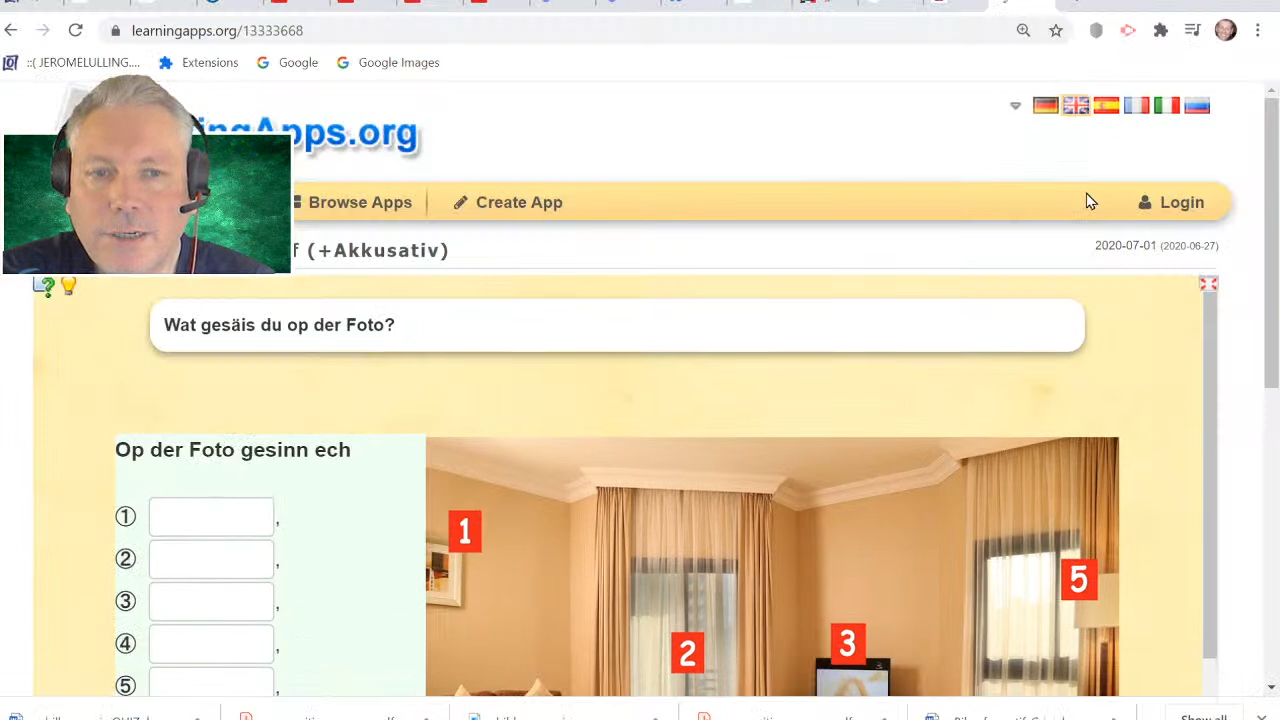 learningapps.org/13333668
::( JEROMELULLING....
Extensions
Google
Google Images
ingApps.org
Browse Apps
Create App
Login
f (+Akkusativ)
2020-07-01 (2020-06-27)
Wat gesäis du op der Foto?
Op der Foto gesinn ech
① ,
② ,
③ ,
④ ,
⑤ ,
1
2
3
5
Show all